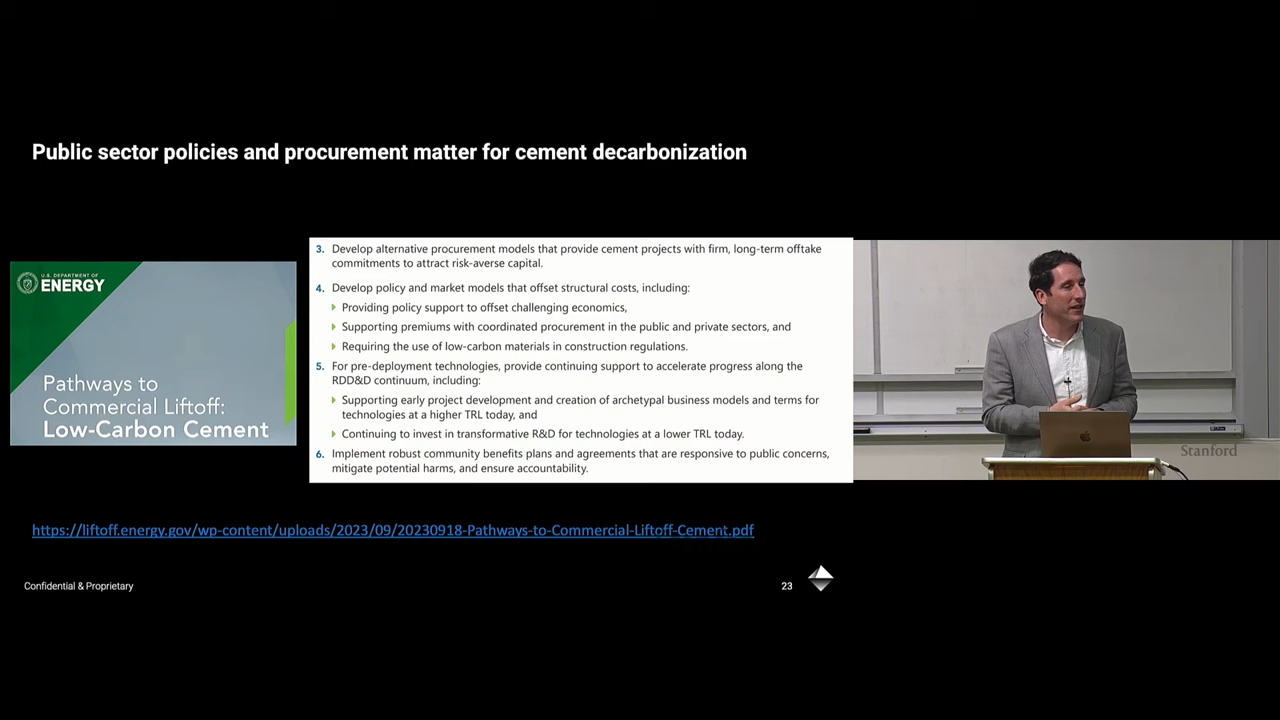 Public sector policies and procurement matter for cement decarbonization
U.S. DEPARTMENT OF
ENERGY
Pathways to
Commercial Liftoff:
Low-Carbon Cement
3. Develop alternative procurement models that provide cement projects with firm, long-term offtake
commitments to attract risk-averse capital.
4. Develop policy and market models that offset structural costs, including:
Providing policy support to offset challenging economics,
Supporting premiums with coordinated procurement in the public and private sectors, and
Requiring the use of low-carbon materials in construction regulations.
5. For pre-deployment technologies, provide continuing support to accelerate progress along the
RDD&D continuum, including:
Supporting early project development and creation of archetypal business models and terms for
technologies at a higher TRL today, and
Continuing to invest in transformative R&D for technologies at a lower TRL today.
6. Implement robust community benefits plans and agreements that are responsive to public concerns,
mitigate potential harms, and ensure accountability.
Stanford
https://liftoff.energy.gov/wp-content/uploads/2023/09/20230918-Pathways-to-Commercial-Liftoff-Cement.pdf
Confidential & Proprietary
23